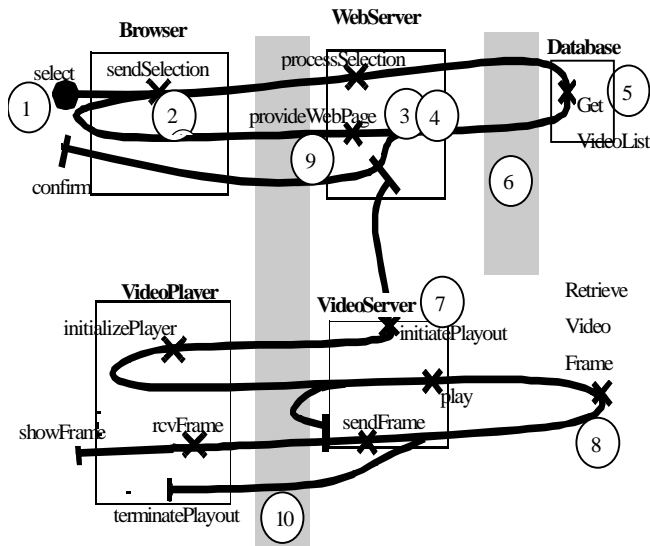 WebServer
Browser
Database
select
sendSelection
processSelection
1
2
provideWebPage
3
4
Get
5
VideoList
9
6
confirm
VideoPlayer
VideoServer
7
Retrieve
initializePlayer
initiatePlayout
Video
Frame
play
showFrame
rcvFrame
sendFrame
8
terminatePlayout
10